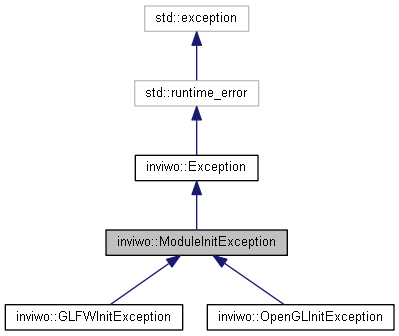 std::exception
std::runtime_error
inviwo::Exception
inviwo::ModuleInitException
inviwo::GLFWInitException
inviwo::OpenGLInitException